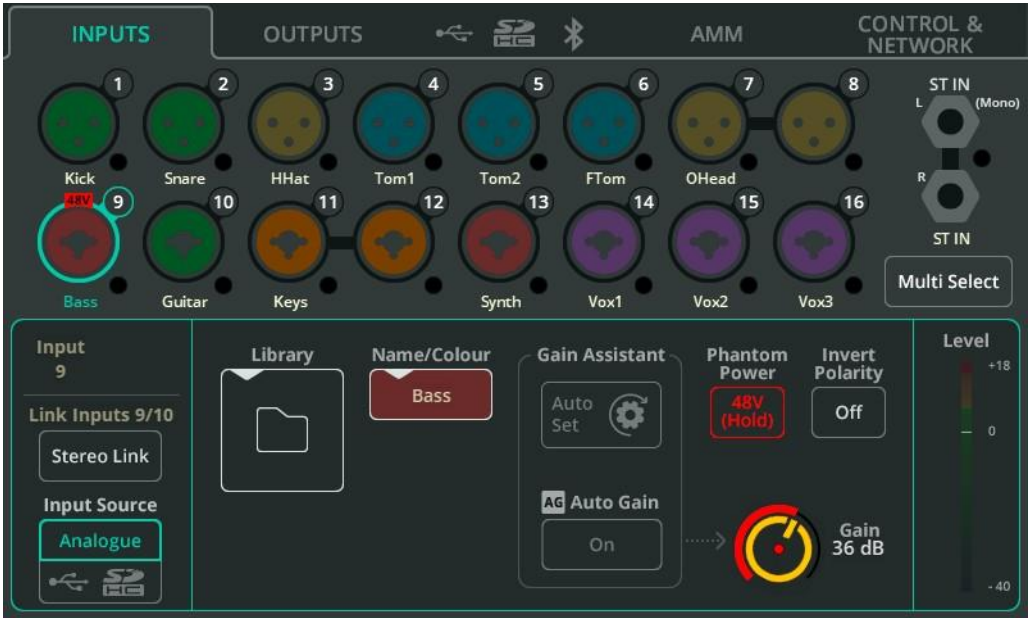 INPUTS
OUTPUTS
SD HC
AMM
CONTROL & NETWORK
1 2 3 4 5 6 7 8
ST IN
L (Mono)
Kick Snare HHat Tom1 Tom2 FTom OHead
R
48V
9 10 11 12 13 14 15 16
ST IN
Multi Select
Bass Guitar Keys Synth Vox1 Vox2 Vox3
Input
9
Link Inputs 9/10
Stereo Link
Input Source
Analogue
SD HC
Library
Name/Colour
Bass
Gain Assistant
Auto
Set
AG Auto Gain
On
Phantom
Power
48V
(Hold)
Invert
Polarity
Off
Gain
36 dB
Level
+18
0
-40